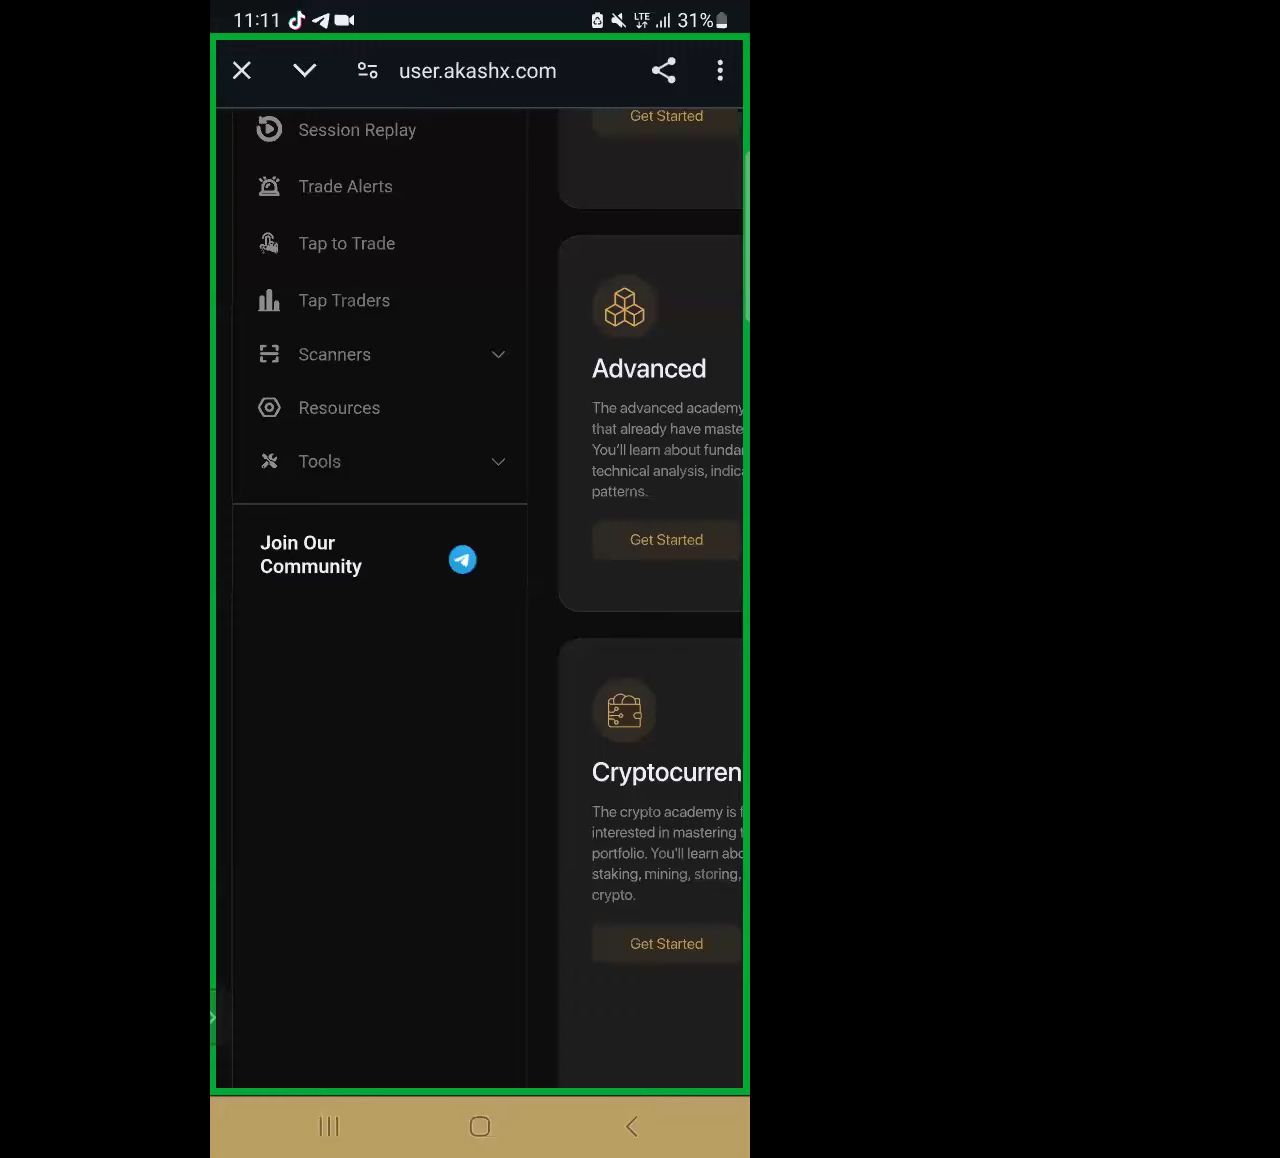 11:11
LTE
31%
user.akashx.com
Session Replay
Trade Alerts
Tap to Trade
Tap Traders
Scanners
Resources
Tools
Join Our
Community
Get Started
Advanced
The advanced academy
that already have maste
You'll learn about funda
technical analysis, indica
patterns.
Get Started
Cryptocurren
The crypto academy is f
interested in mastering t
portfolio. You'll learn abo
staking, mining, storing,
crypto.
Get Started